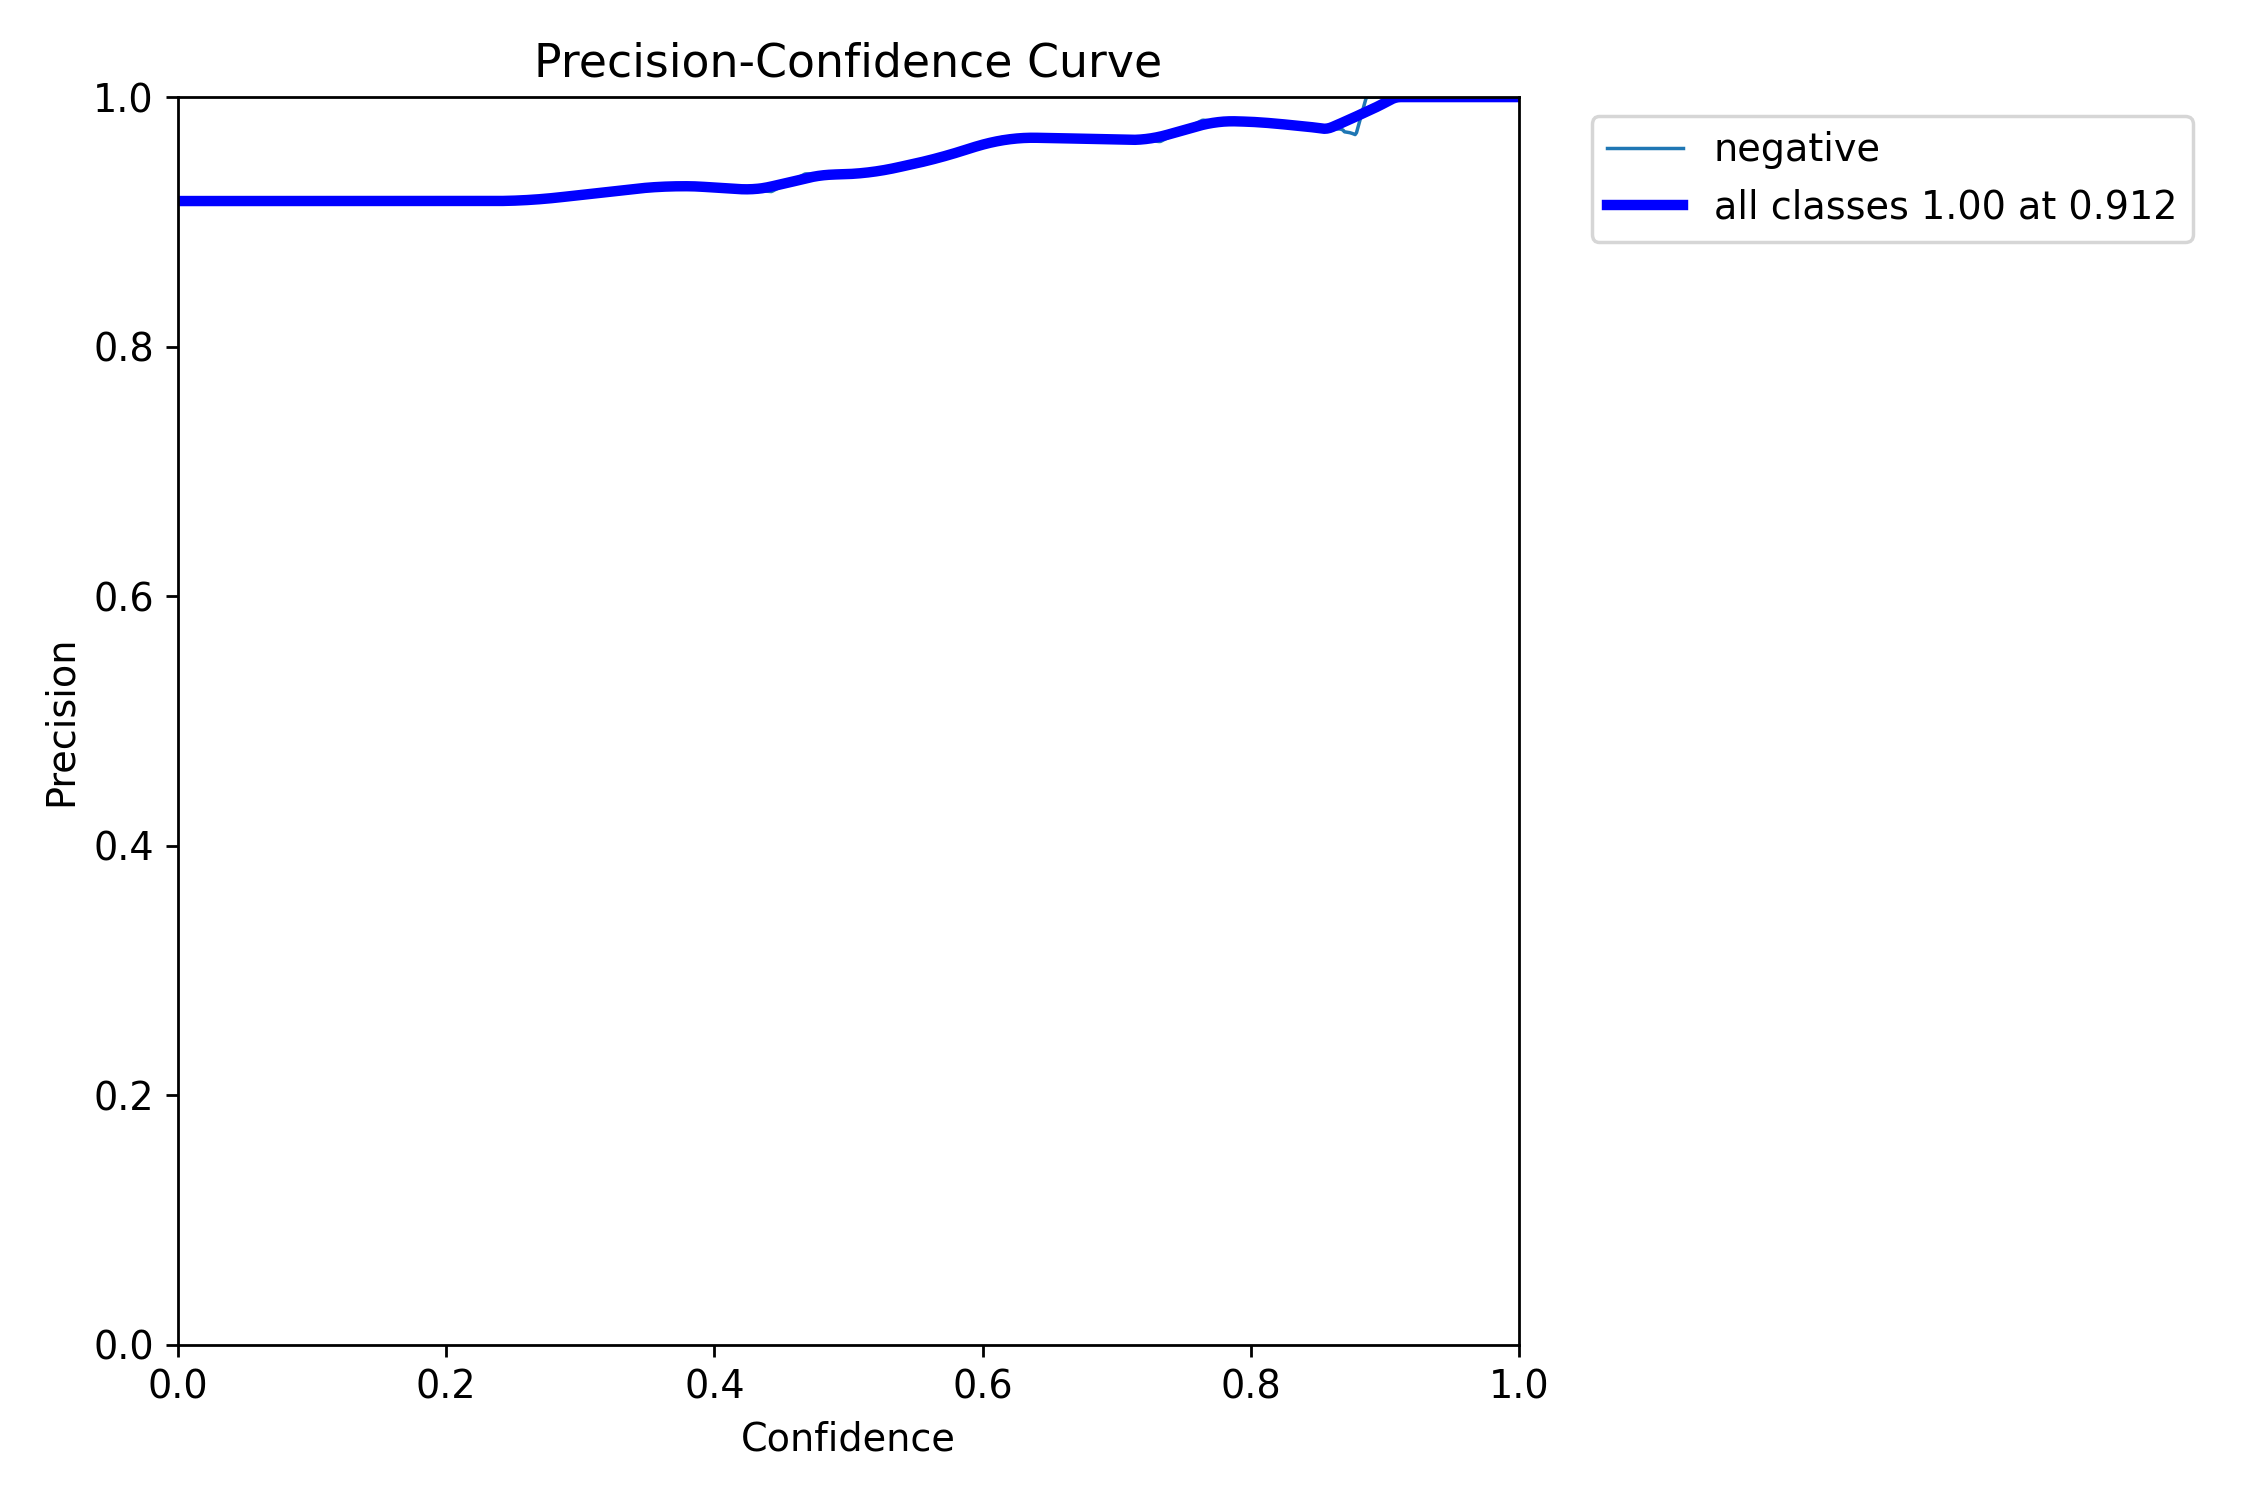 Precision-Confidence Curve
1.0
0.8
0.6
0.4
0.2
0.0
Precision
0.0 0.2 0.4 0.6 0.8 1.0
Confidence
negative
all classes 1.00 at 0.912